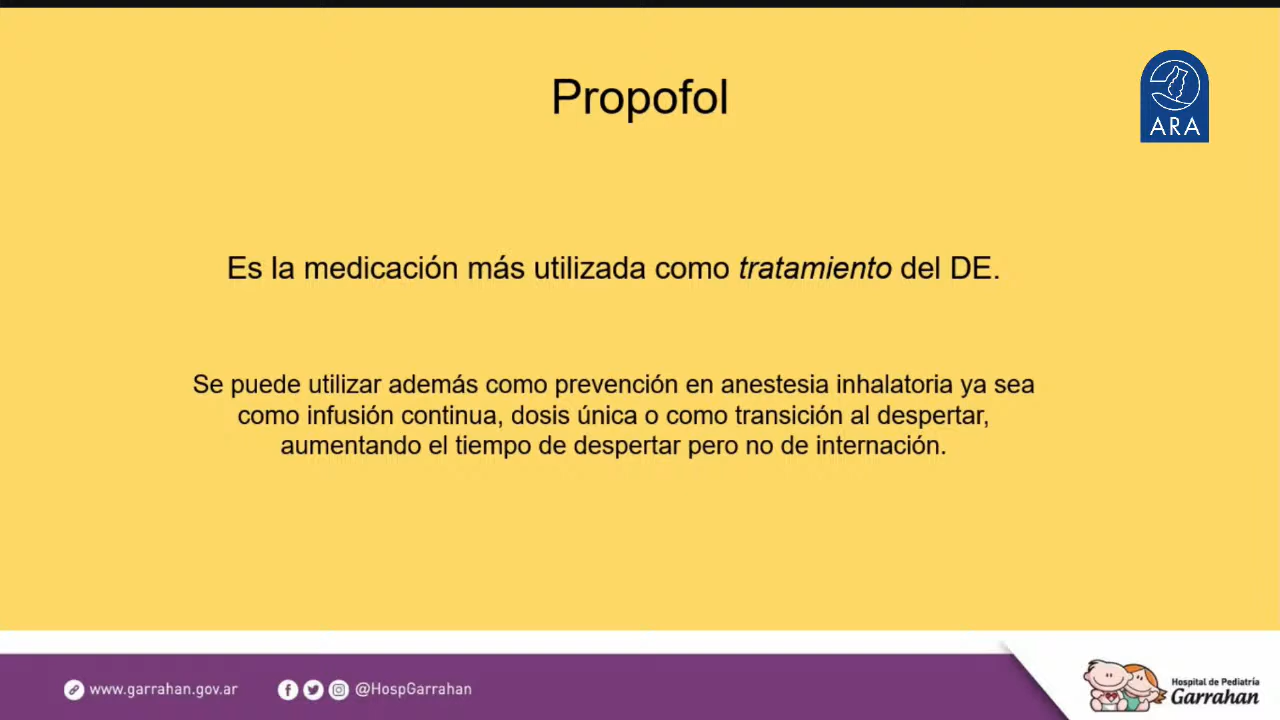 Propofol
ARA
Es la medicación más utilizada como tratamiento del DE.
Se puede utilizar además como prevención en anestesia inhalatoria ya sea
como infusión continua, dosis única o como transición al despertar,
aumentando el tiempo de despertar pero no de internación.
www.garrahan.gov.ar
@HospGarrahan
Hospital de Pediatría
Garrahan